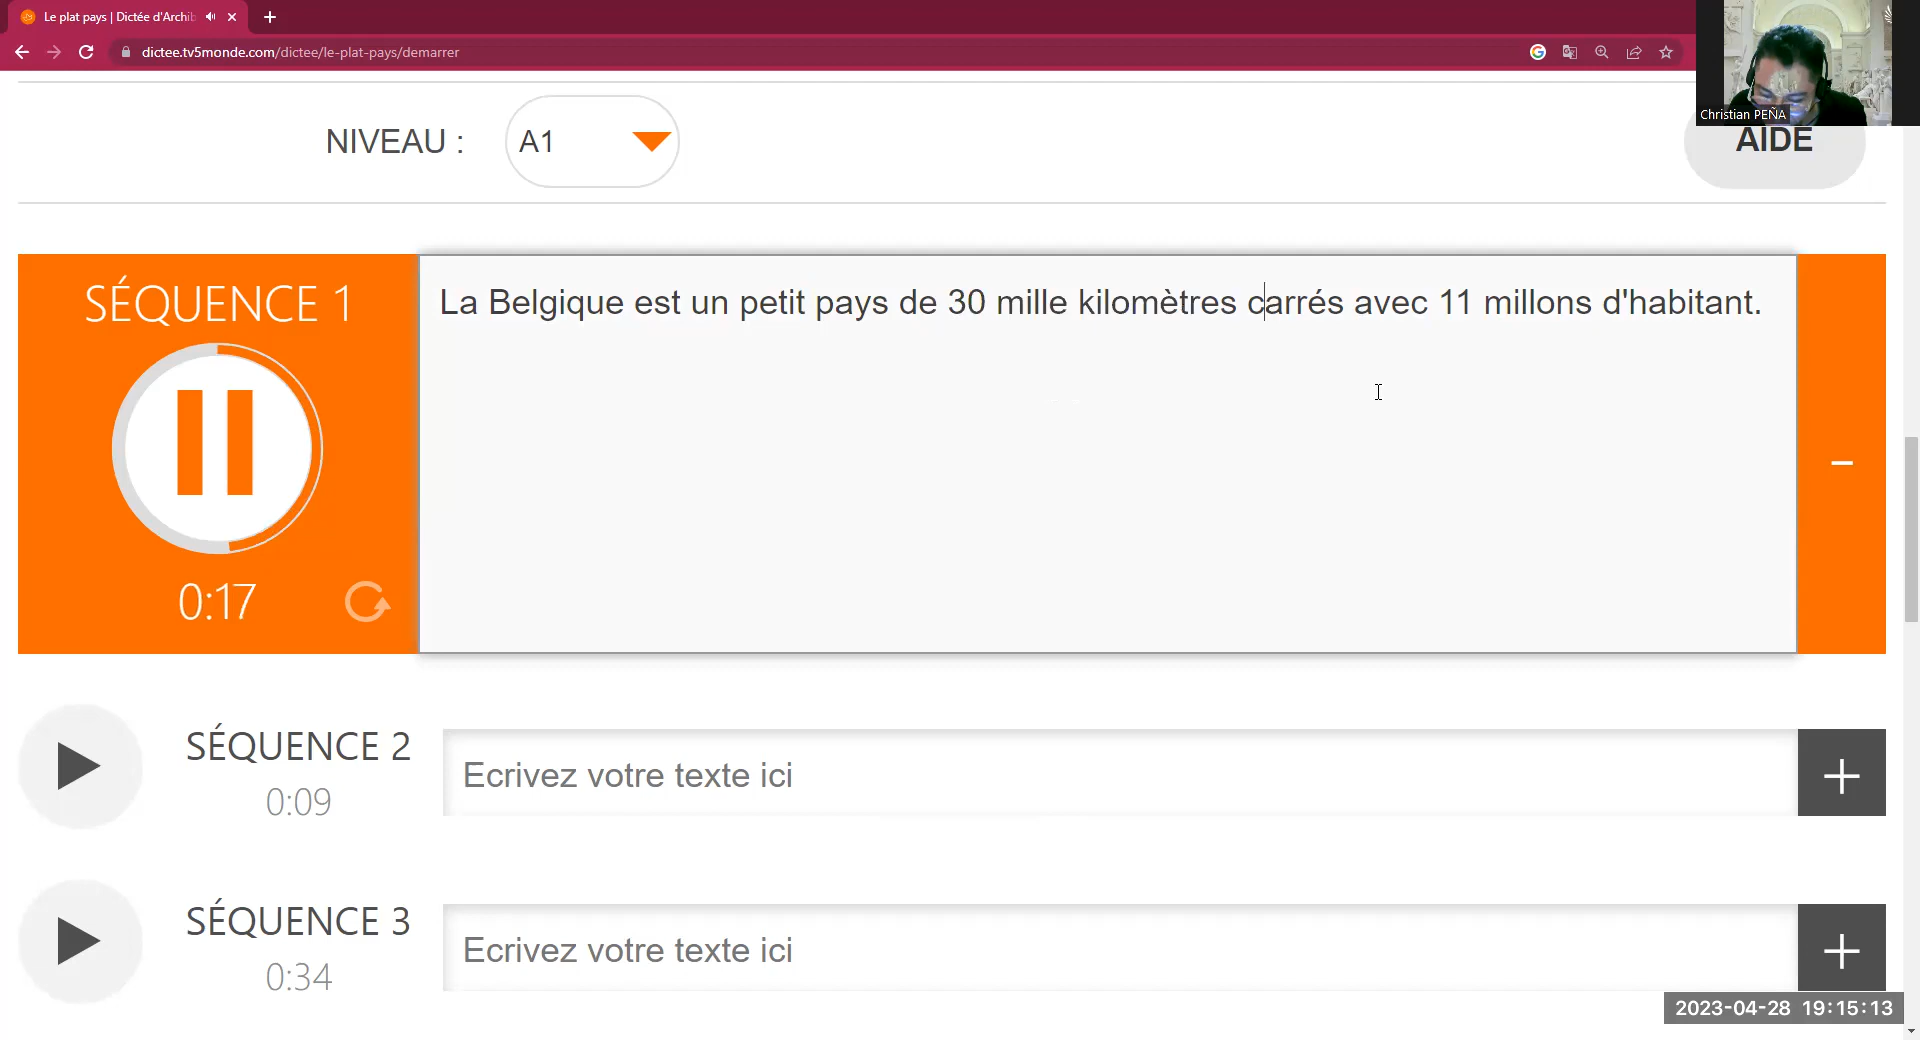 Le plat pays | Dictée d'Archib
dictee.tv5monde.com/dictee/le-plat-pays/demarrer
Christian PEÑA
NIVEAU :
A1
AIDE
SÉQUENCE 1
La Belgique est un petit pays de 30 mille kilomètres carrés avec 11 millons d'habitant.
0:17
SÉQUENCE 2
0:09
Ecrivez votre texte ici
SÉQUENCE 3
0:34
Ecrivez votre texte ici
2023-04-28 19:15:13